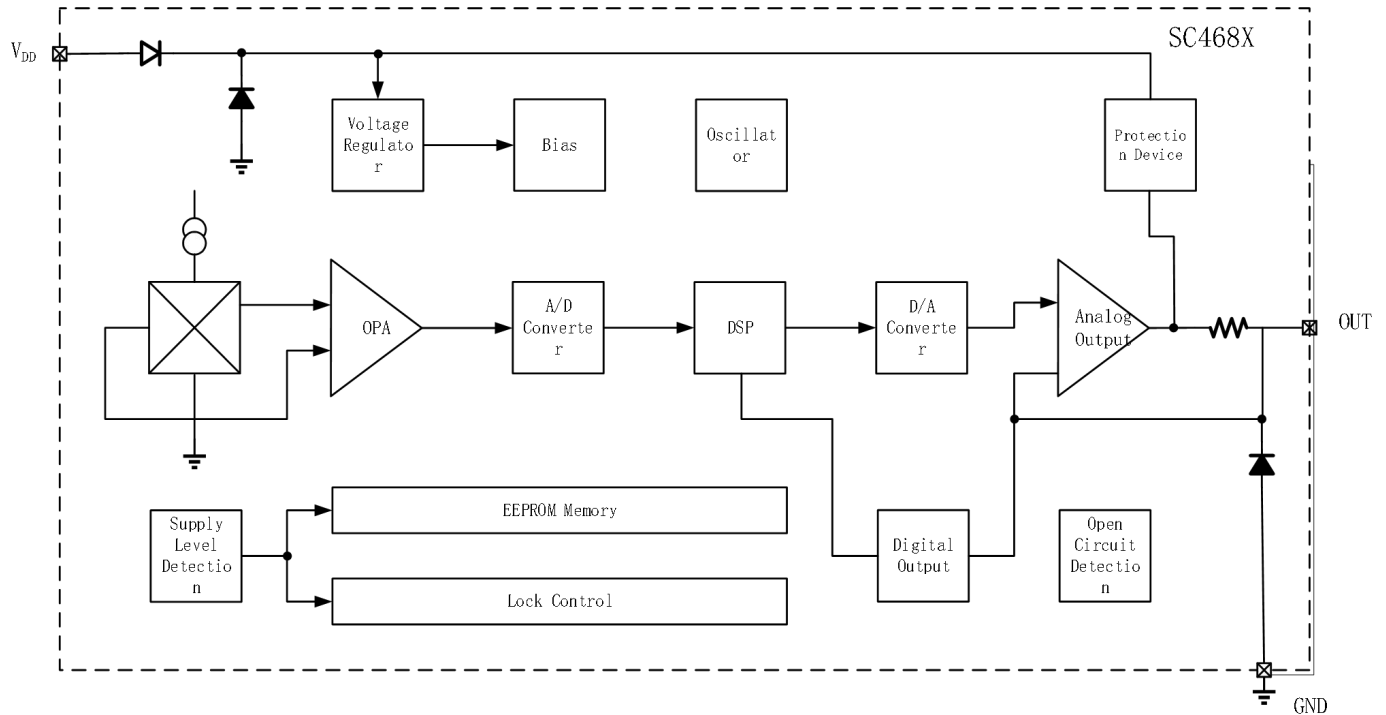 SC468X
VDD
Voltage
Regulato
r
Bias
Oscillat
or
Protectio
n Device
OPA
A/D
Converte
r
DSP
D/A
Converte
r
Analog
Output
OUT
Supply
Level
Detectio
n
EEPROM Memory
Lock Control
Digital
Output
Open
Circuit
Detectio
n
GND